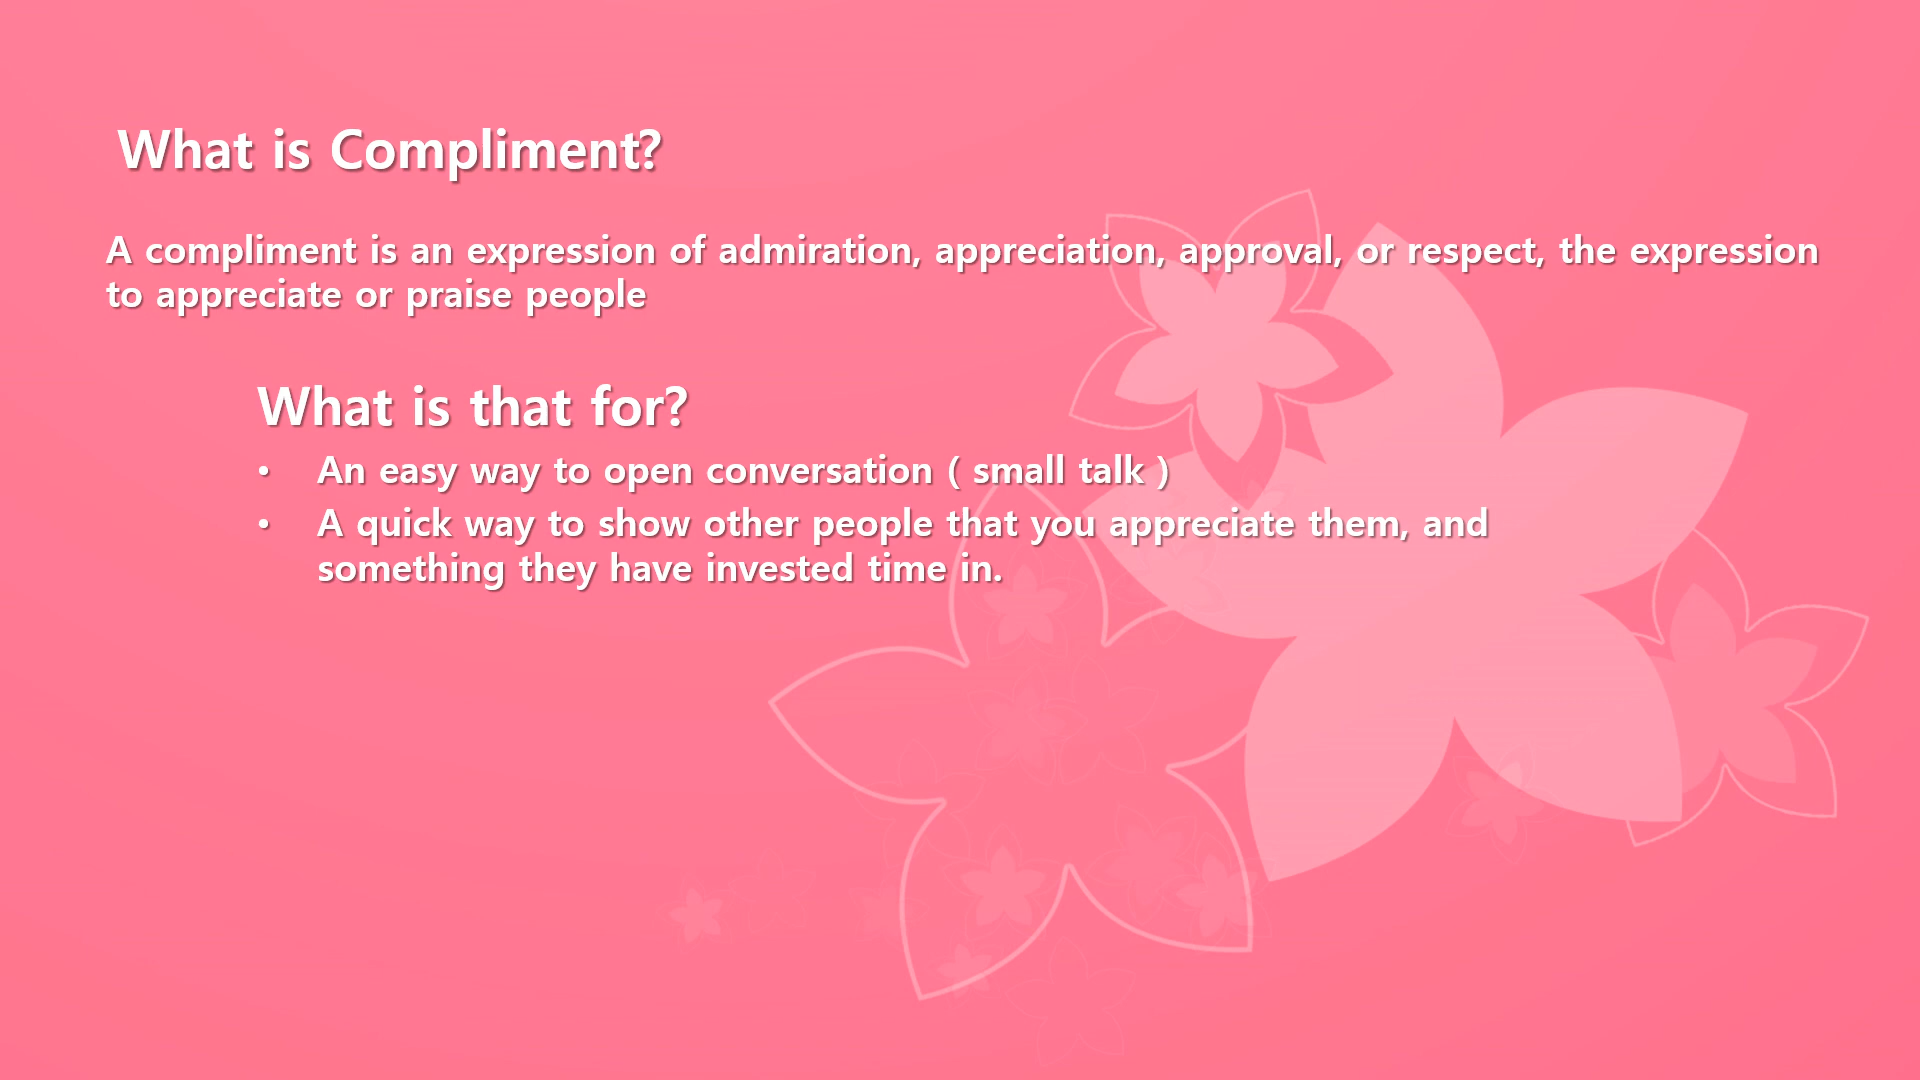 What is Compliment?
A compliment is an expression of admiration, appreciation, approval, or respect, the expression
to appreciate or praise people
What is that for?
• An easy way to open conversation ( small talk )
• A quick way to show other people that you appreciate them, and
something they have invested time in.